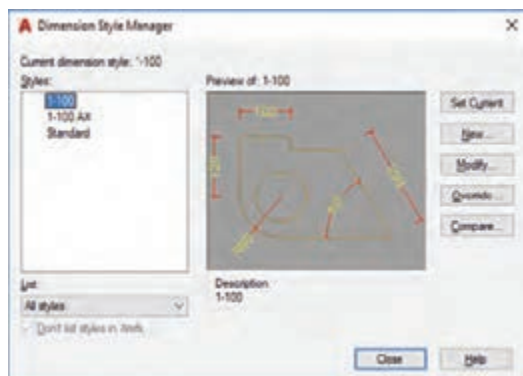 Dimension Style Manager
Current dimension style: 1-100
Styles:
1-100
1-100 AX
Standard
Preview of: 1-100
Set Current
New...
Modify...
Override...
Compare...
List:
All styles
Don't list styles in Xrefs
Description
1-100
Close
Help